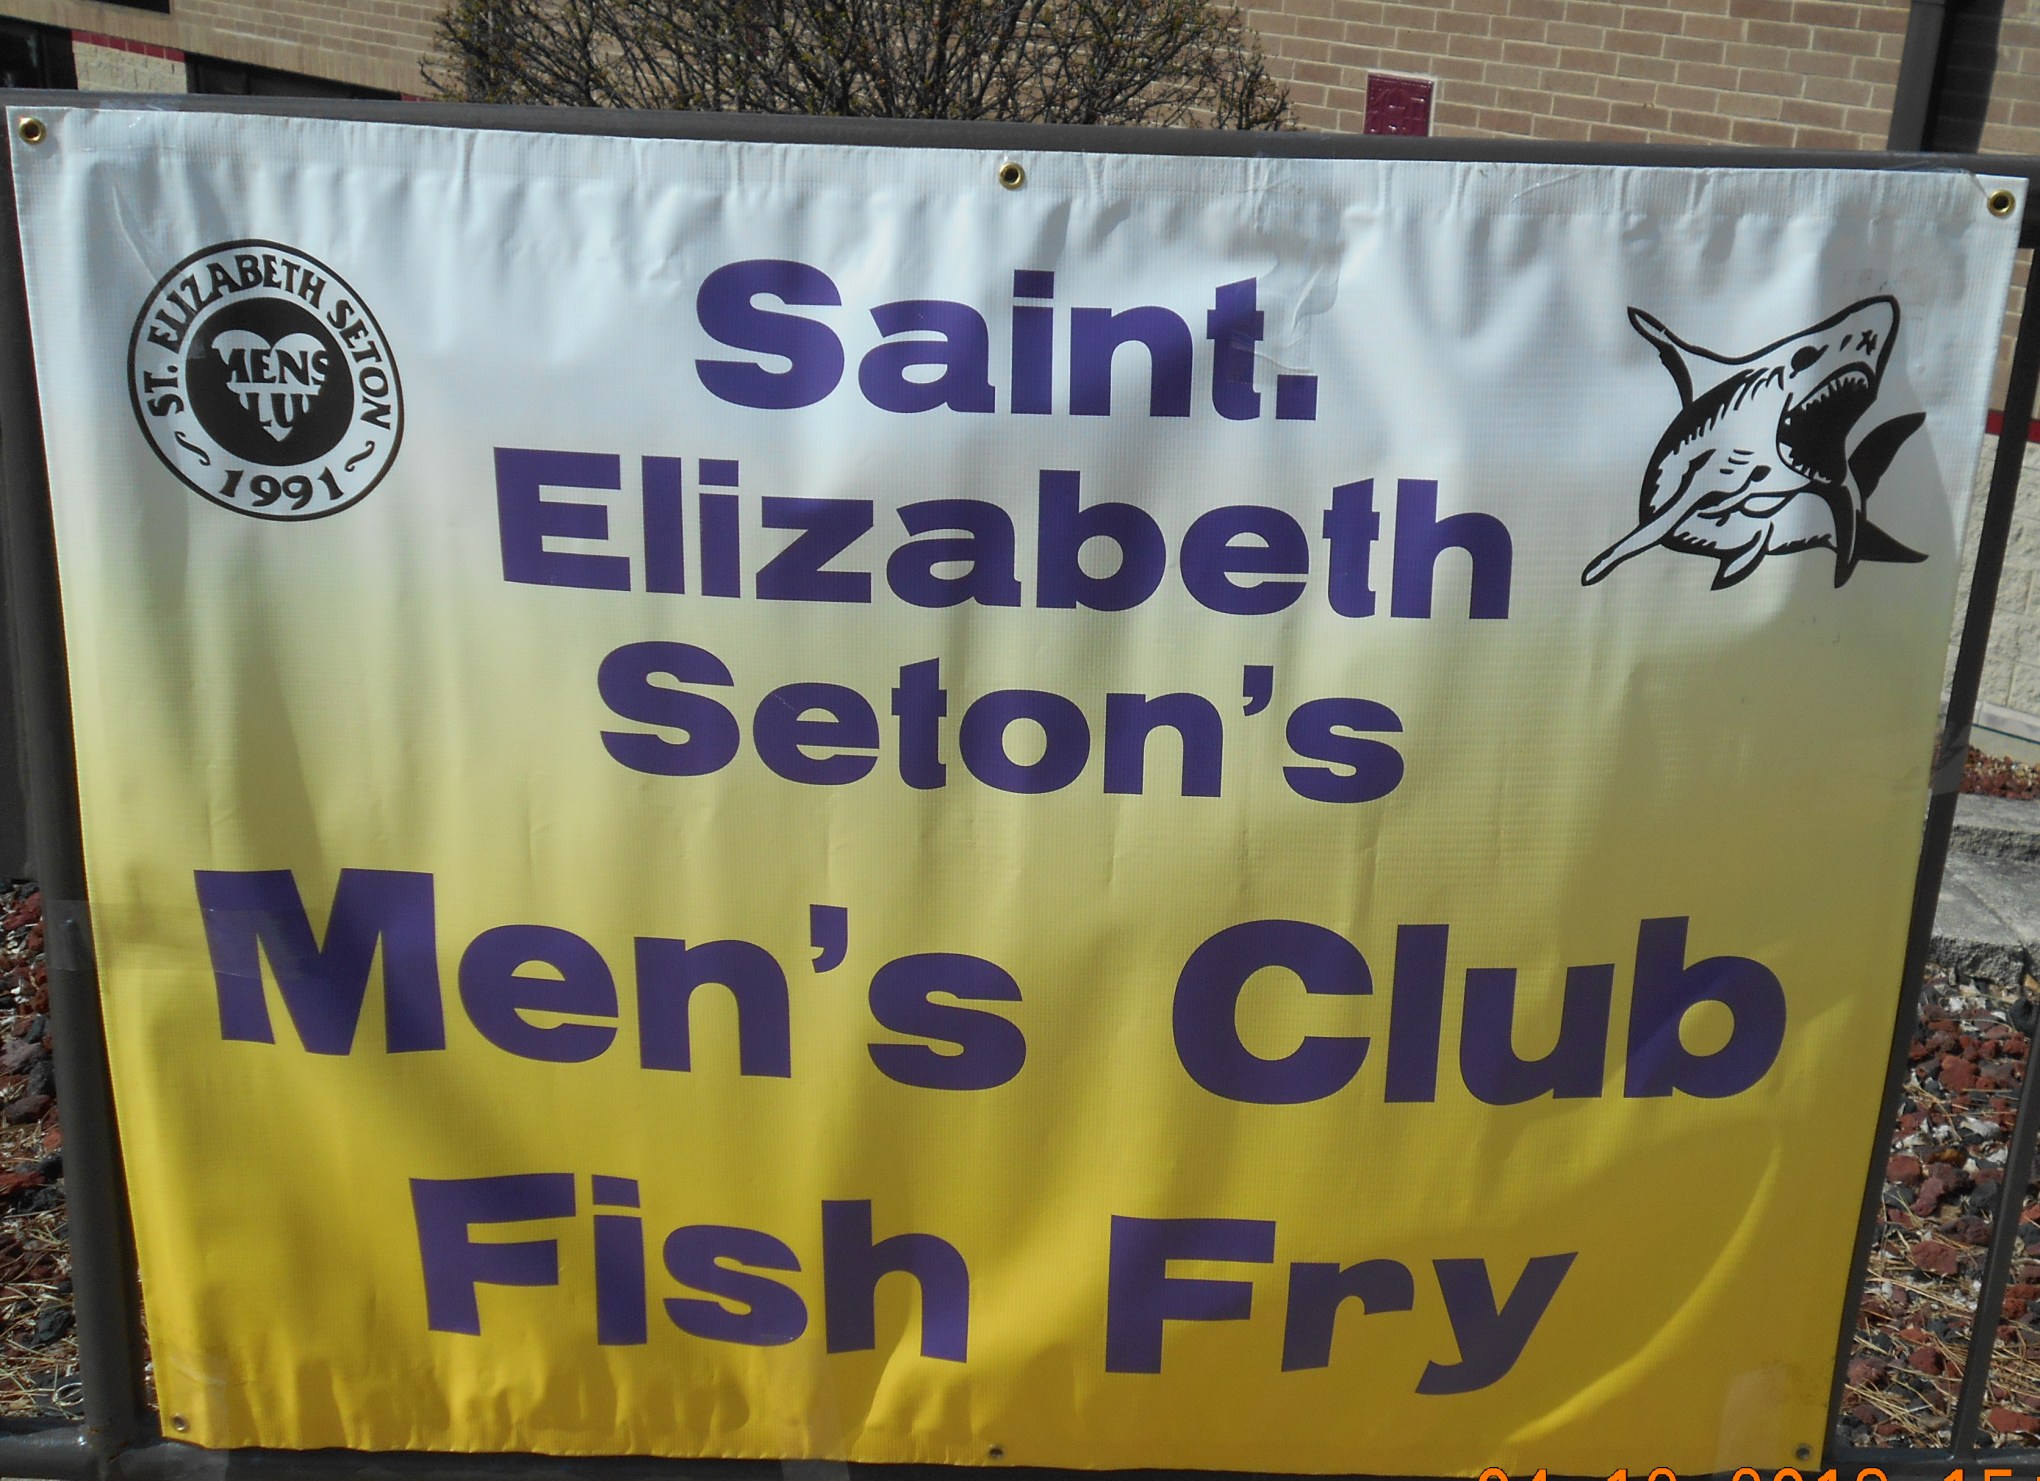 ST. ELIZABETH SETON
MENS
1991
Saint.
Elizabeth
Seton's
Men's Club
Fish Fry